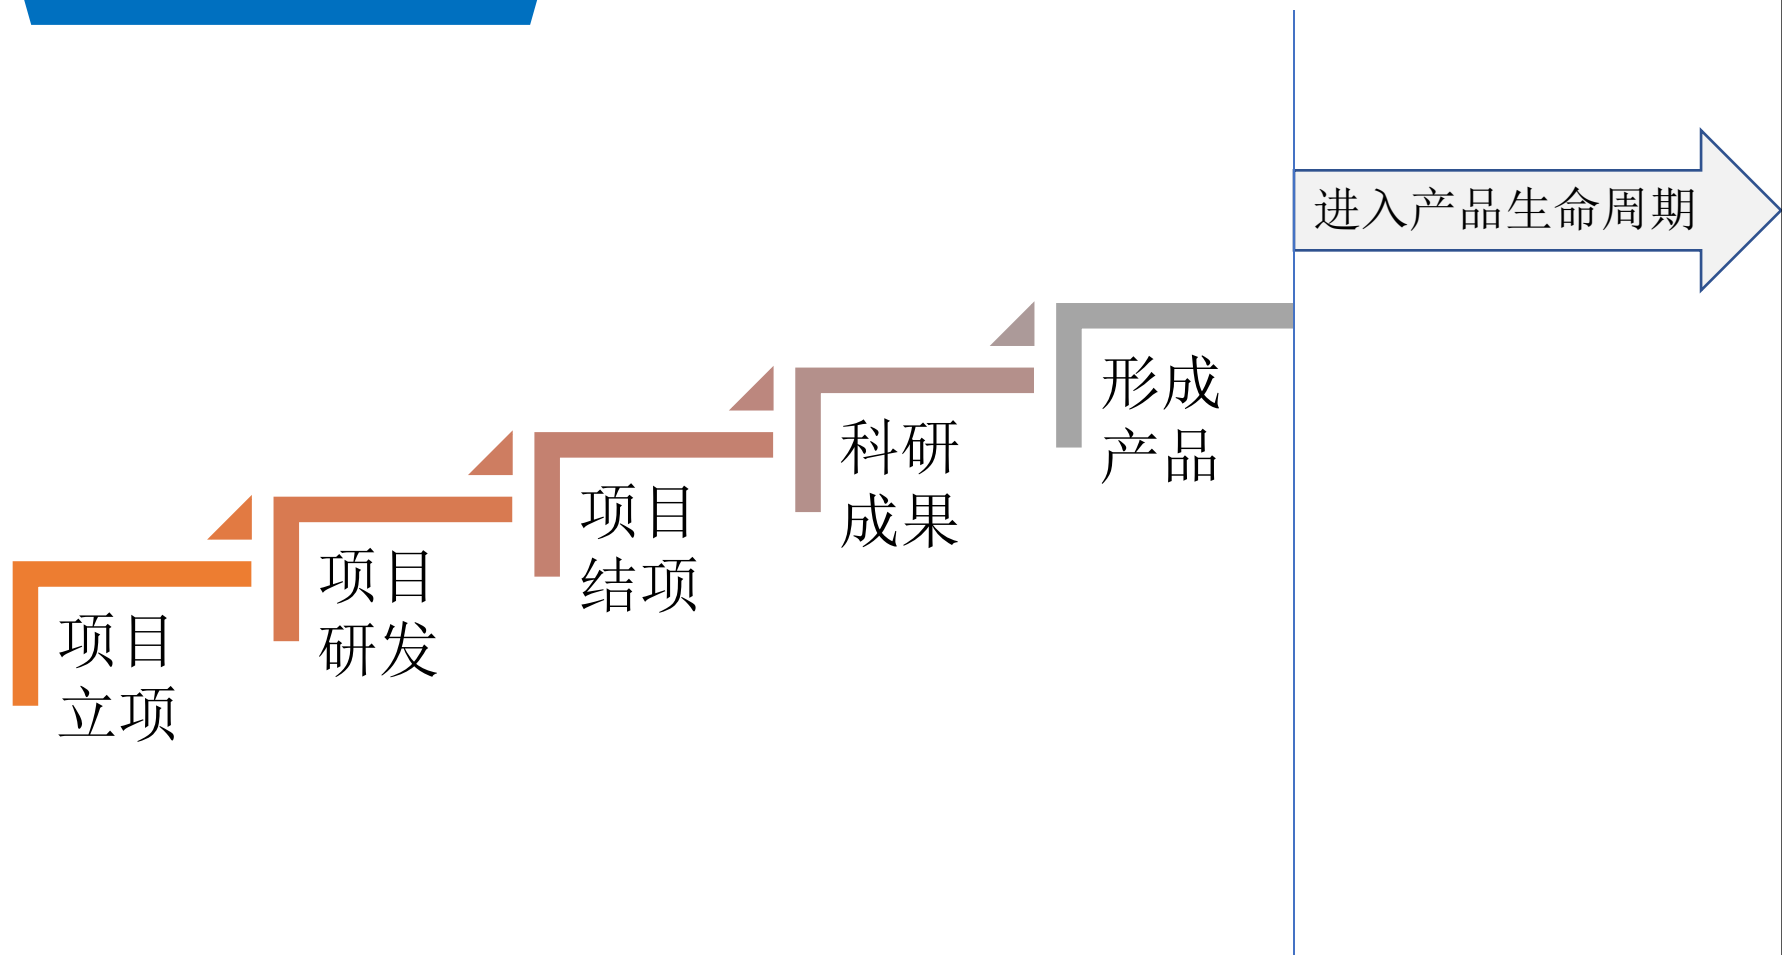 进入产品生命周期
形成
产品
科研
成果
项目
结项
项目
研发
项目
立项